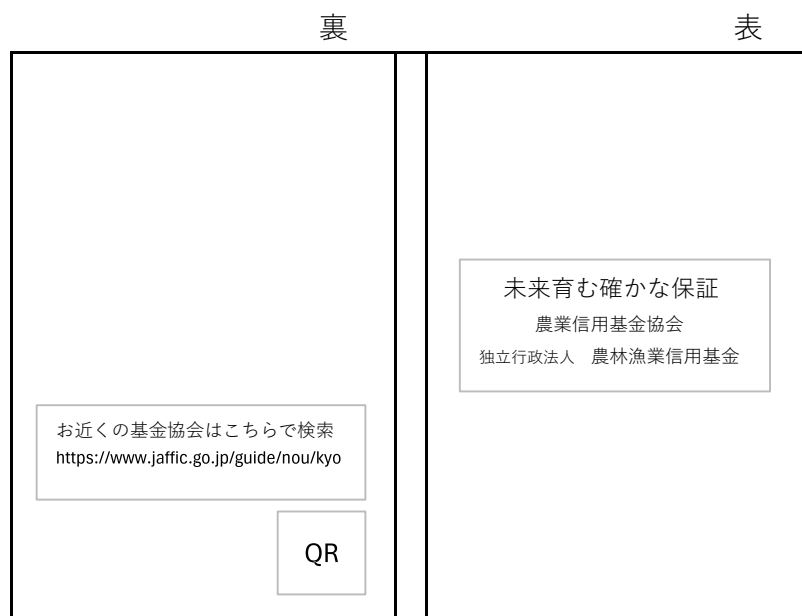 裏
表
お近くの基金協会はこちらで検索
https://www.jaffic.go.jp/guide/nou/kyo
QR
未来育む確かな保証
農業信用基金協会
独立行政法人　農林漁業信用基金